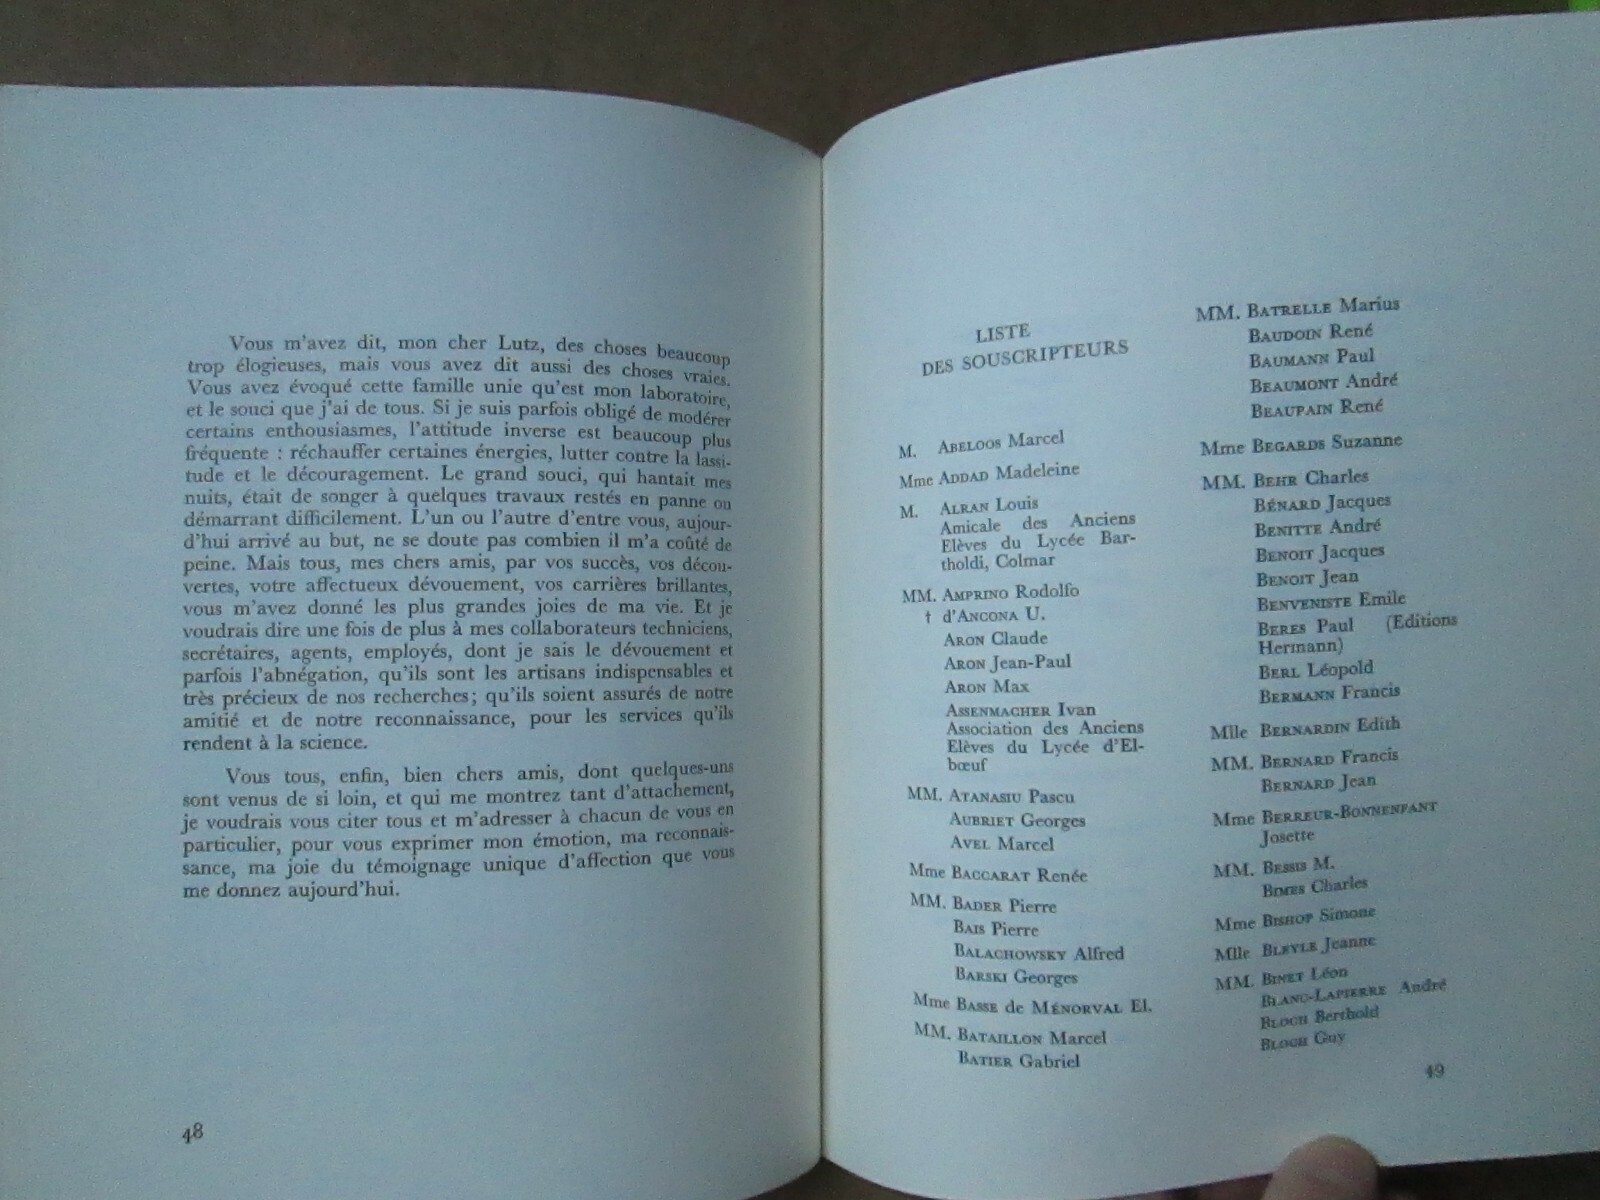 Vous m'avez dit, mon cher Lutz, des choses beaucoup
trop élogieuses, mais vous avez dit aussi des choses vraies.
Vous avez évoqué cette famille unie qu'est mon laboratoire,
et le souci que j'ai de tous. Si je suis parfois obligé de modérer
certains enthousiasmes, l'attitude inverse est beaucoup plus
fréquente : réchauffer certaines énergies, lutter contre la lassi-
tude et le découragement. Le grand souci, qui hantait mes
nuits, était de songer à quelques travaux restés en panne ou
démarrant difficilement. L'un ou l'autre d'entre vous, aujour-
d'hui arrivé au but, ne se doute pas combien il m'a coûté de
peine. Mais tous, mes chers amis, par vos succès, vos décou-
vertes, votre affectueux dévouement, vos carrières brillantes,
vous m'avez donné les plus grandes joies de ma vie. Et je
voudrais dire une fois de plus à mes collaborateurs techniciens,
secrétaires, agents, employés, dont je sais le dévouement et
parfois l'abnégation, qu'ils sont les artisans indispensables et
très précieux de nos recherches; qu'ils soient assurés de notre
amitié et de notre reconnaissance, pour les services qu'ils
rendent à la science.
Vous tous, enfin, bien chers amis, dont quelques-uns
sont venus de si loin, et qui me montrez tant d'attachement,
je voudrais vous citer tous et m'adresser à chacun de vous en
particulier, pour vous exprimer mon émotion, ma reconnais-
sance, ma joie du témoignage unique d'affection que vous
me donnez aujourd'hui.
48
LISTE
DES SOUSCRIPTEURS
M. ABELOOS Marcel
Mme ADDAD Madeleine
M. ALRAN Louis
Amicale des Anciens
Elèves du Lycée Bar-
tholdi, Colmar
MM. AMPRINO Rodolfo
† d'ANCONA U.
ARON Claude
ARON Jean-Paul
ARON Max
ASSENMACHER Ivan
Association des Anciens
Elèves du Lycée d'El-
bœuf
MM. ATANASIU Pascu
AUBRIET Georges
AVEL Marcel
Mme BACCARAT Renée
MM. BADER Pierre
BAIS Pierre
BALACHOWSKY Alfred
BARSKI Georges
Mme BASSE de MÉNORVAL El.
MM. BATAILLON Marcel
BATIER Gabriel
MM. BATRELLE Marius
BAUDOIN René
BAUMANN Paul
BEAUMONT André
BEAUPAIN René
Mme BEGARDS Suzanne
MM. BEHR Charles
BÉNARD Jacques
BENITTE André
BENOIT Jacques
BENOIT Jean
BENVENISTE Emile
BERES Paul (Editions
Hermann)
BERL Léopold
BERMANN Francis
Mlle BERNARDIN Edith
MM. BERNARD Francis
BERNARD Jean
Mme BERREUR-BONNENFANT
Josette
MM. BESSIS M.
BIMES Charles
Mme BISHOP Simone
Mlle BLEYLE Jeanne
MM. BINET Léon
BLANC-LAPIERRE André
BLOCH Berthold
BLOCH Guy
49